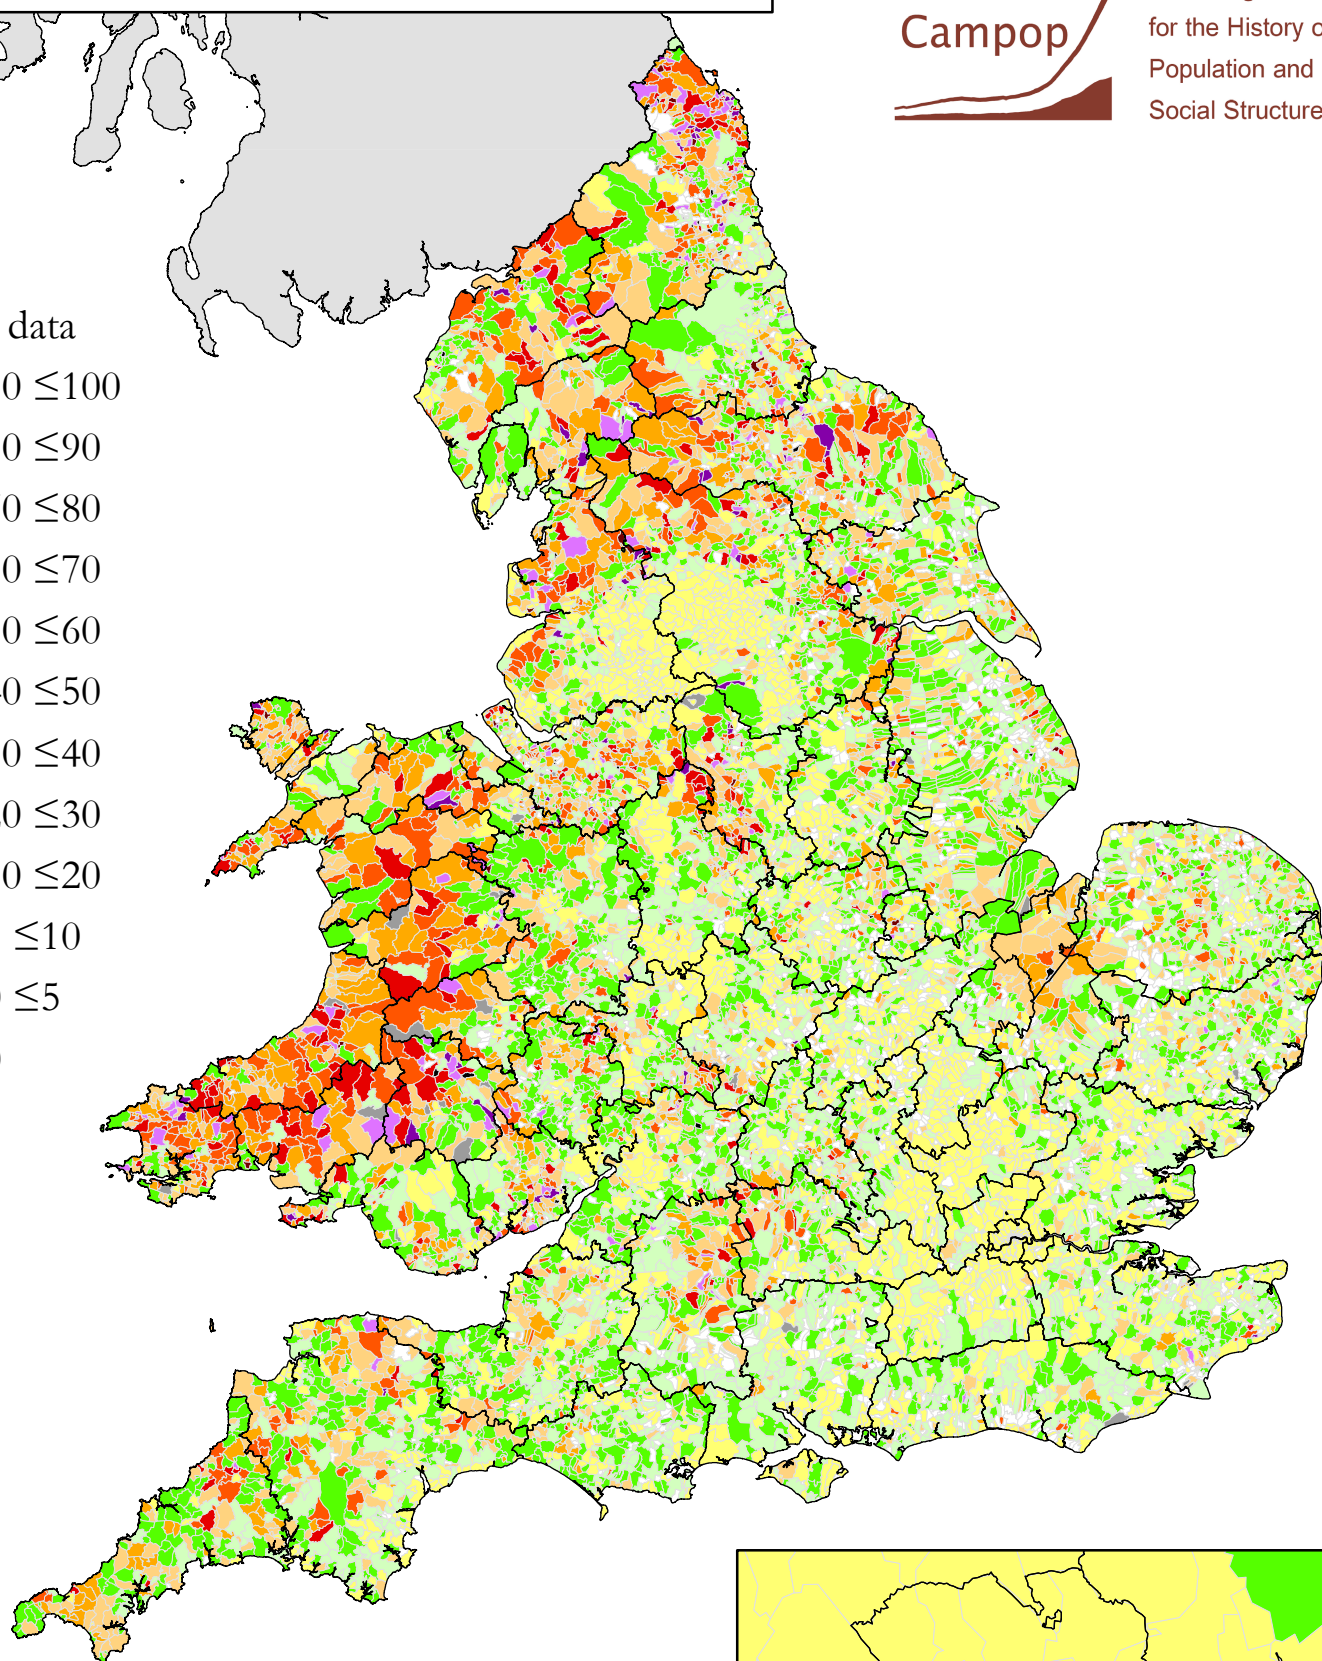 Campop
for the History o
Population and
Social Structure
data
0 ≤100
0 ≤90
0 ≤80
0 ≤70
0 ≤60
0 ≤50
0 ≤40
0 ≤30
0 ≤20
≤10
≤5